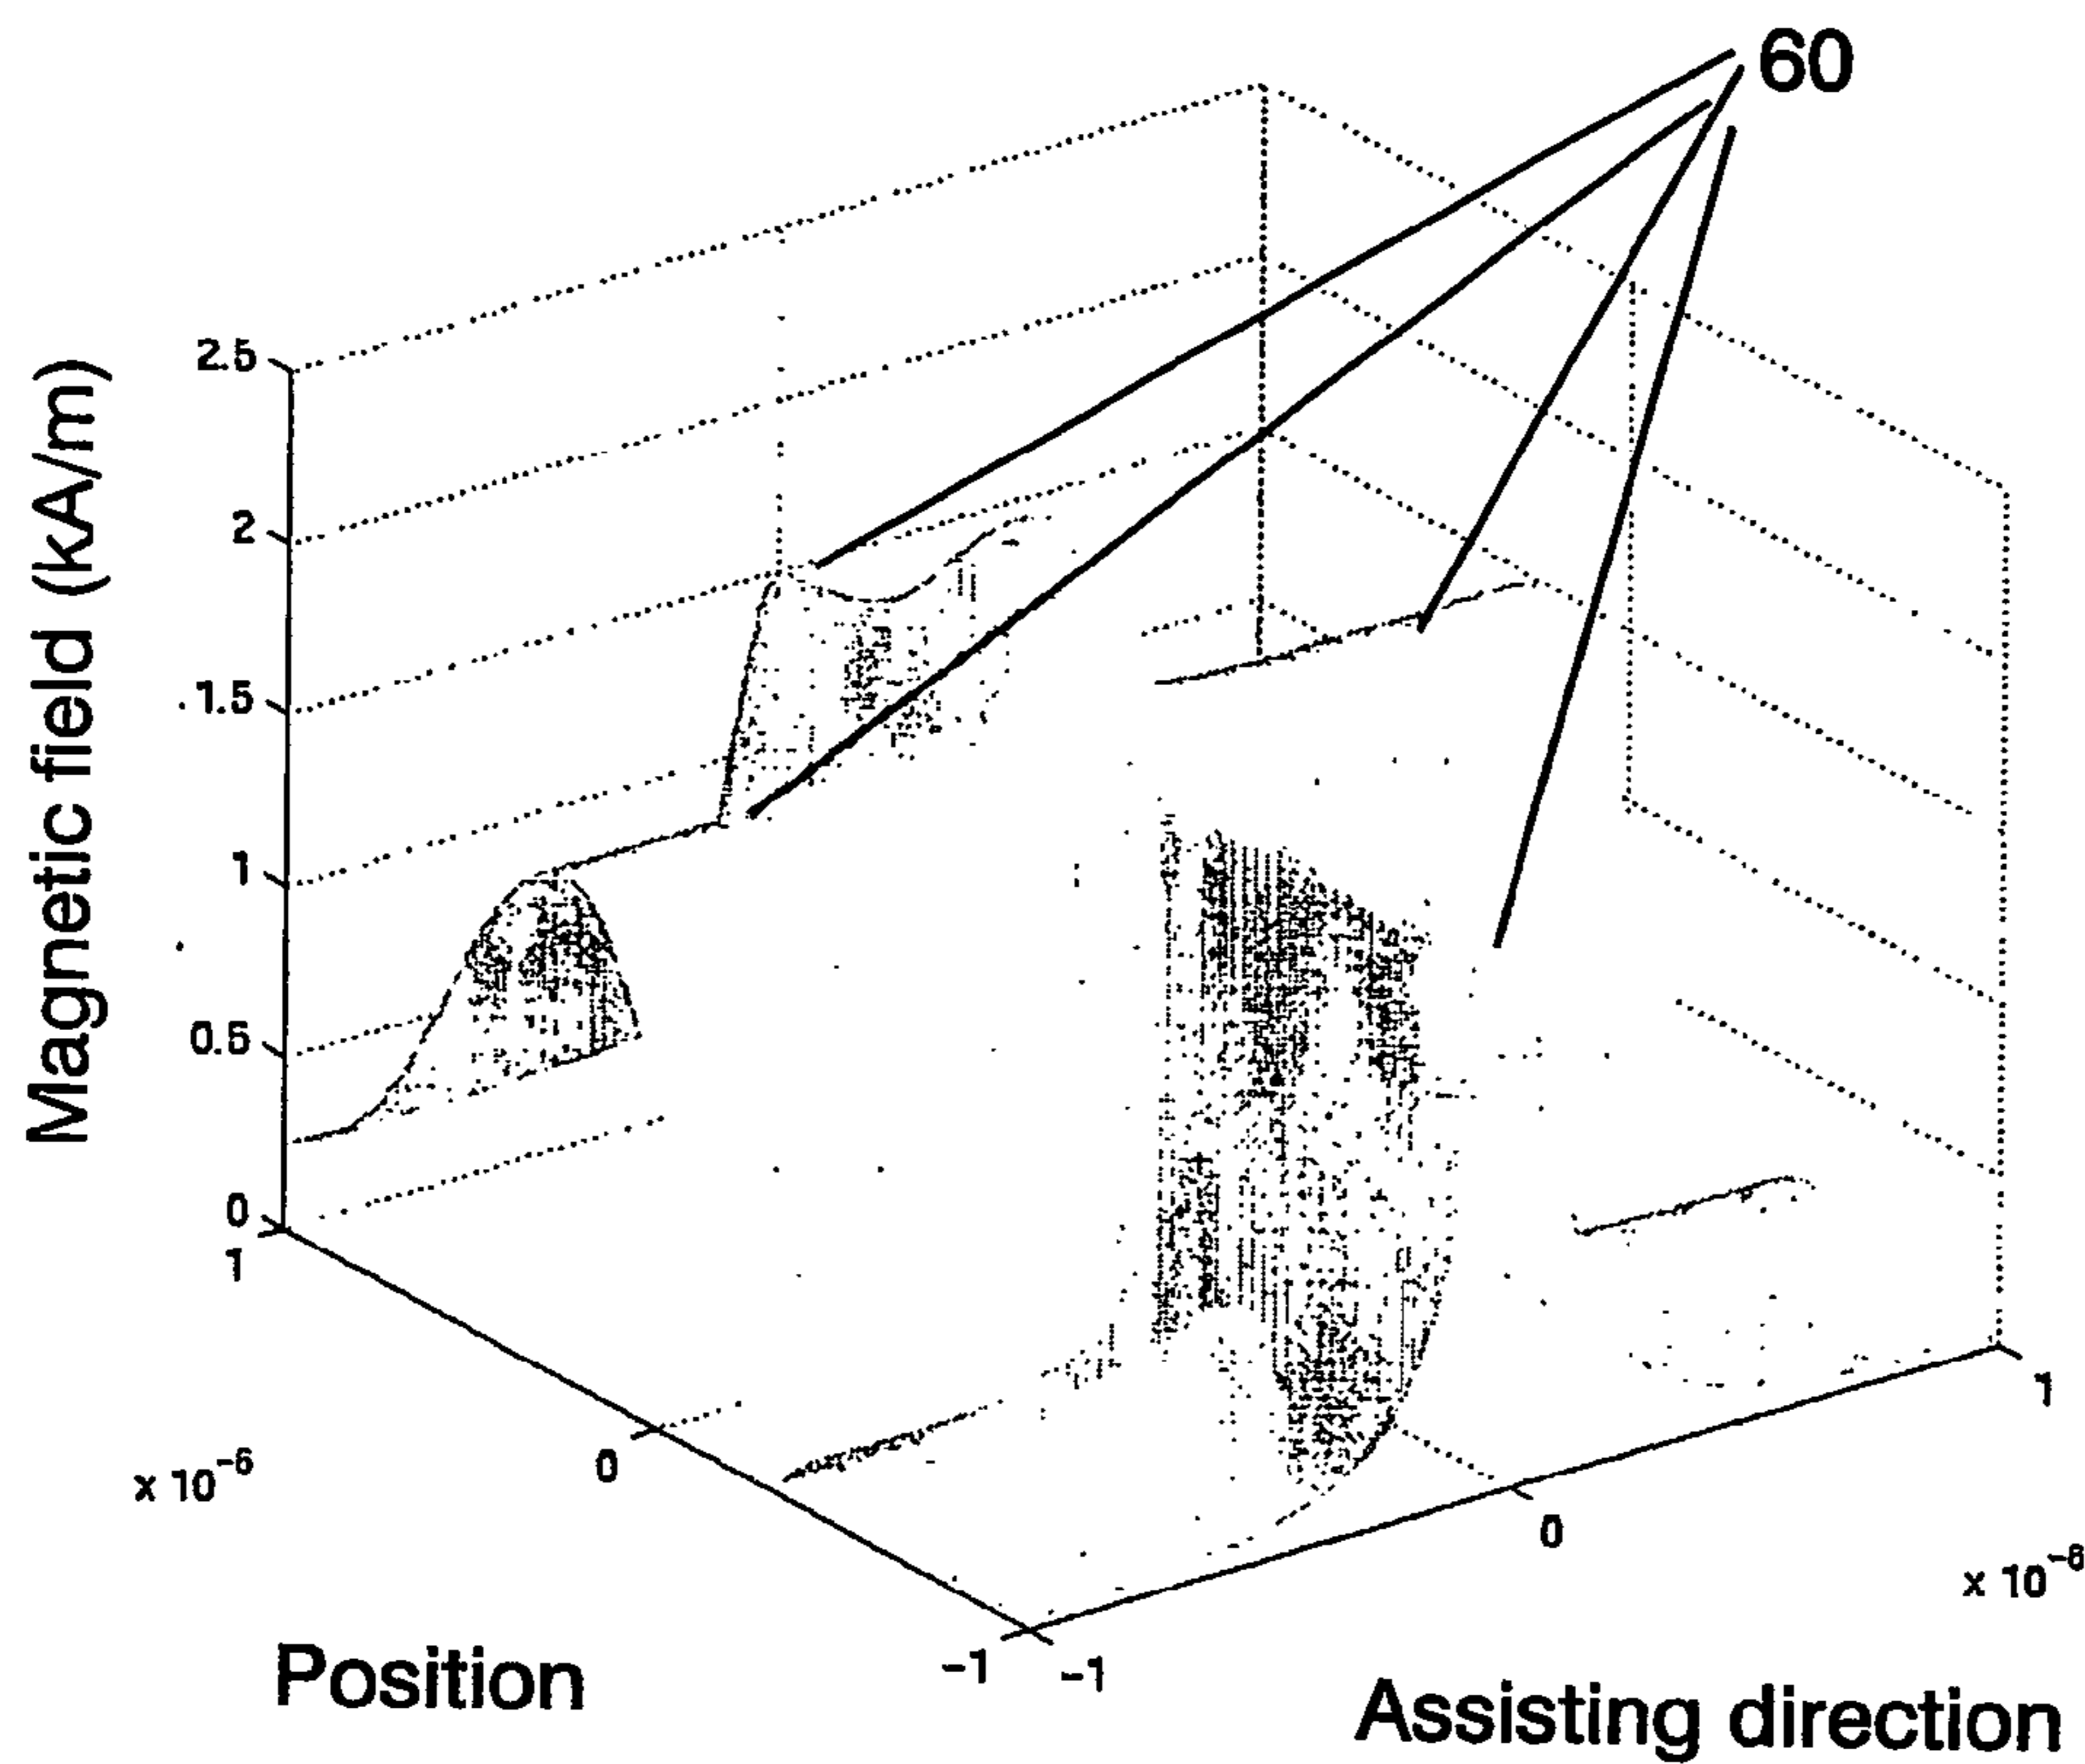 60
Magnetic field (kA/m)
2.5
2
1.5
1
0.5
0
1
x 10⁻⁶
0
-1
-1
0
1
x 10⁻⁶
Position
Assisting direction